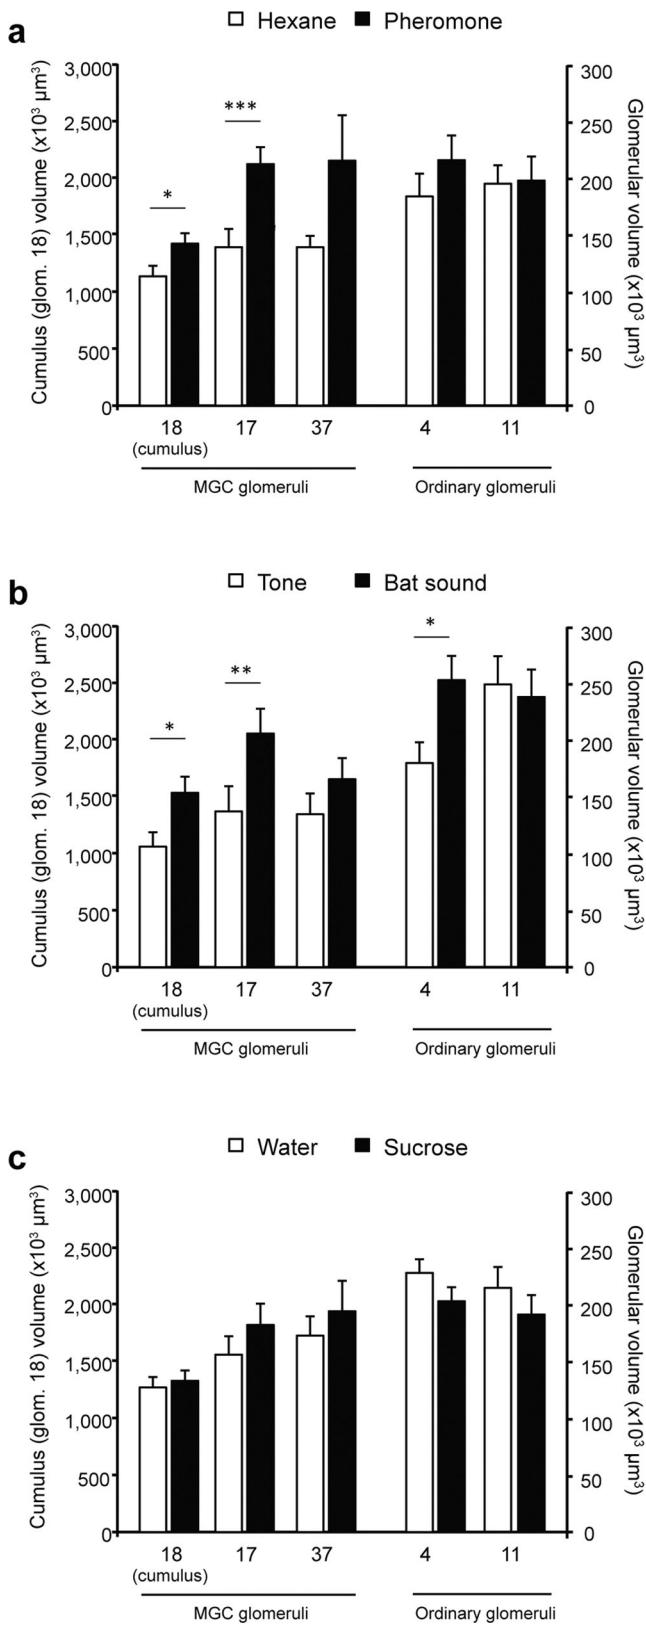 a
Hexane Pheromone
Cumulus (glom. 18) volume (x10³ µm³)
3,000
2,500
2,000
1,500
1,000
500
0
*
***
300
250
200
150
100
50
0
Glomerular volume (x10³ µm³)
18 17 37 4 11
(cumulus)
MGC glomeruli Ordinary glomeruli
b
Tone Bat sound
Cumulus (glom. 18) volume (x10³ µm³)
3,000
2,500
2,000
1,500
1,000
500
0
*
**
*
300
250
200
150
100
50
0
Glomerular volume (x10³ µm³)
18 17 37 4 11
(cumulus)
MGC glomeruli Ordinary glomeruli
c
Water Sucrose
Cumulus (glom. 18) volume (x10³ µm³)
3,000
2,500
2,000
1,500
1,000
500
0
300
250
200
150
100
50
0
Glomerular volume (x10³ µm³)
18 17 37 4 11
(cumulus)
MGC glomeruli Ordinary glomeruli